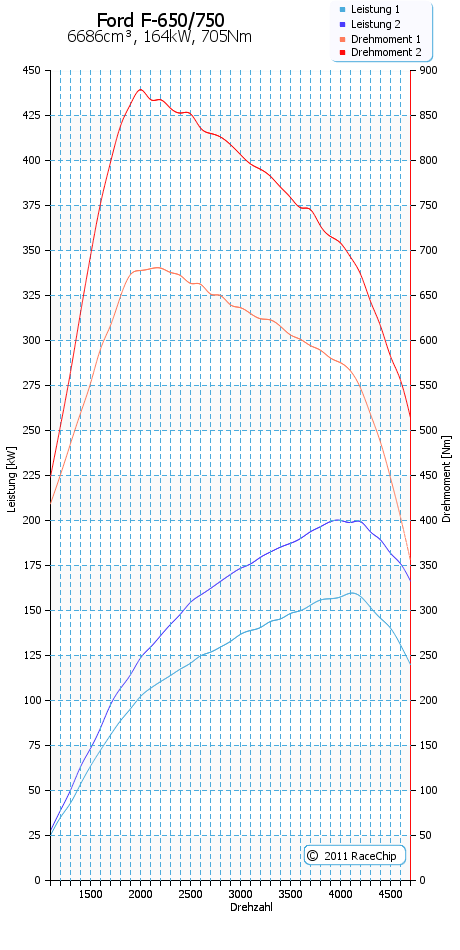 Ford F-650/750
6686cm³, 164kW, 705Nm
Leistung 1
Leistung 2
Drehmoment 1
Drehmoment 2
450 900
425 850
400 800
375 750
350 700
325 650
300 600
275 550
250 500
225 450
200 400
175 350
150 300
125 250
100 200
75 150
50 100
25 50
0 0
Leistung [kW]
Drehmoment [Nm]
© 2011 RaceChip
1500 2000 2500 3000 3500 4000 4500
Drehzahl